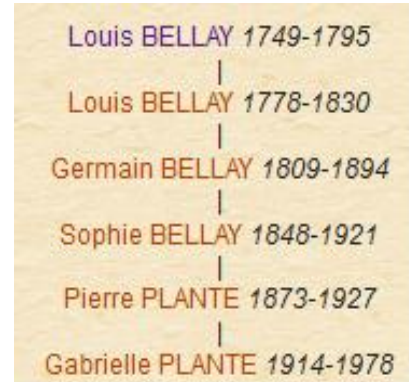 Louis BELLAY 1749-1795
Louis BELLAY 1778-1830
Germain BELLAY 1809-1894
Sophie BELLAY 1848-1921
Pierre PLANTE 1873-1927
Gabrielle PLANTE 1914-1978